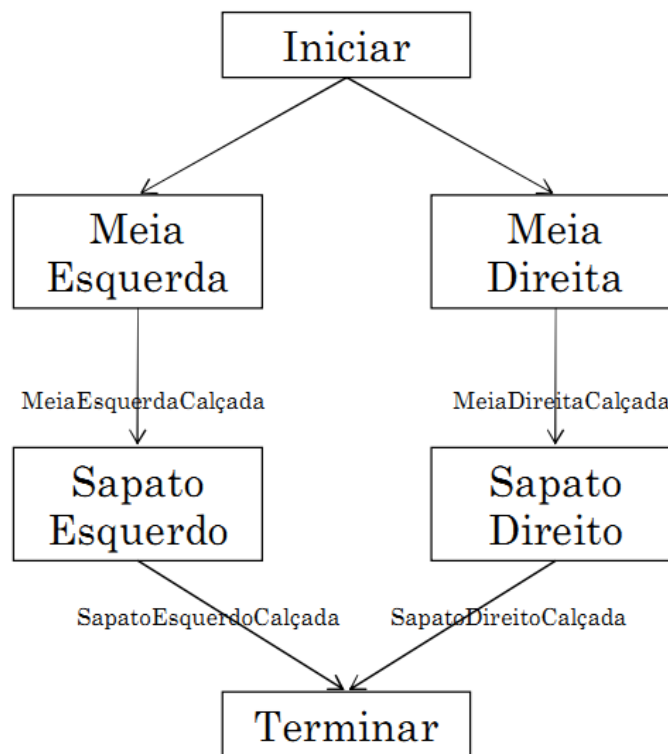 Iniciar
Meia
Esquerda
Meia
Direita
MeiaEsquerdaCalçada
MeiaDireitaCalçada
Sapato
Esquerdo
Sapato
Direito
SapatoEsquerdoCalçada
SapatoDireitoCalçada
Terminar